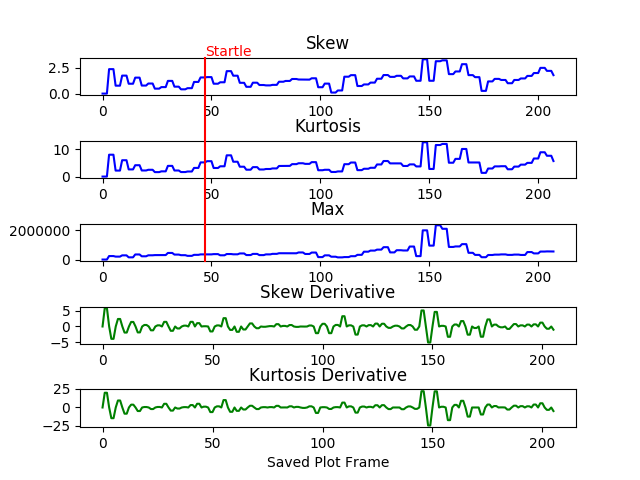 Startle
Skew
2.5
0.0
0 50 100 150 200
Kurtosis
10
0
0 50 100 150 200
Max
2000000
0
0 50 100 150 200
Skew Derivative
5
0
−5
0 50 100 150 200
Kurtosis Derivative
25
0
−25
0 50 100 150 200
Saved Plot Frame